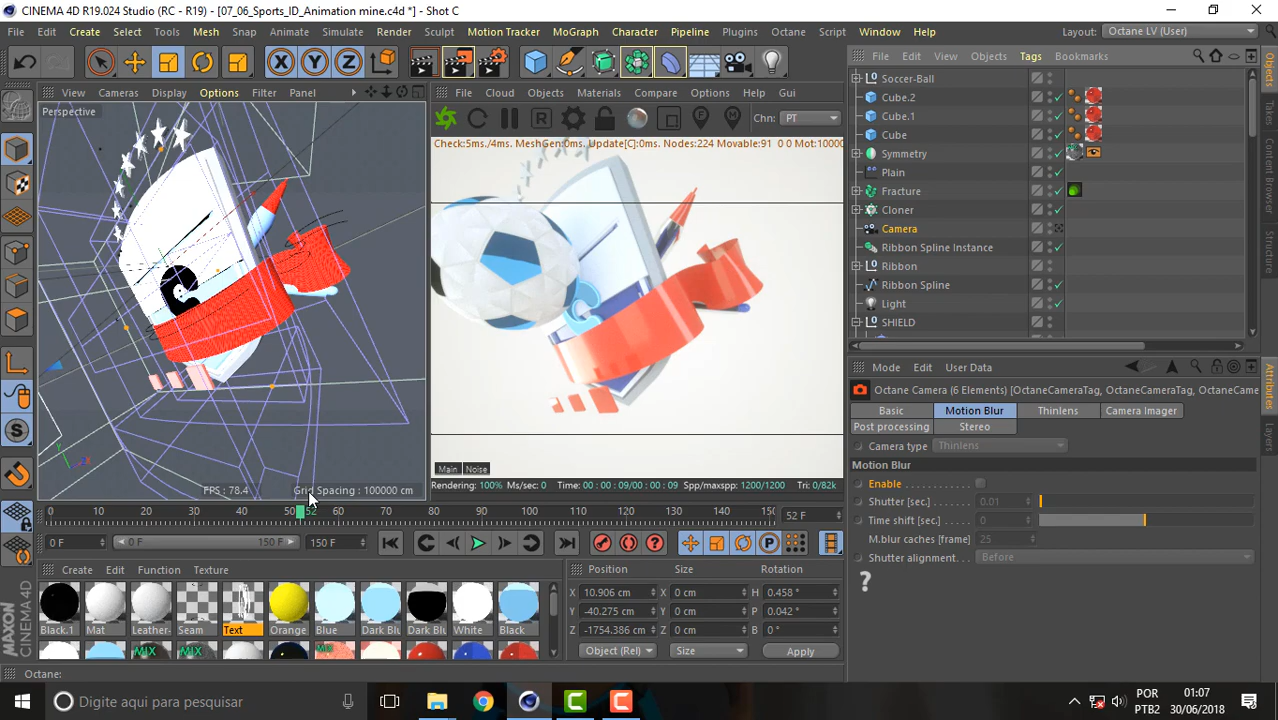 CINEMA 4D R19.024 Studio (RC - R19) - [07_06_Sports_ID_Animation mine.c4d *] - Shot C
File Edit Create Select Tools Mesh Snap Animate Simulate Render Motion Tracker MoGraph Character Pipeline Plugins Octane Script Window Help Layout: Octane LV (User)
X Y Z
File Edit View Objects Tags Bookmarks
View Cameras Display Options Filter Panel
File Cloud Objects Materials Compare Options Help Gui
Perspective
R P M Chn: PT
Check:5ms./4ms. MeshGen:0ms. Update[C]:0ms. Nodes:224 Movable:91 0 0 Mot:10000
Soccer-Ball
Cube.2
Cube.1
Cube
Symmetry
Plain
Fracture
Cloner
Camera
Ribbon Spline Instance
Ribbon
Ribbon Spline
Light
SHIELD
Objects
Content Browser
Structure
Mode Edit User Data
Octane Camera (6 Elements) [OctaneCameraTag, OctaneCameraTag, OctaneCame
Basic Motion Blur Thinlens Camera Imager
Post processing Stereo
Camera type Thinlens
Motion Blur
Enable
Shutter [sec.] 0.01
Time shift [sec.] 0
M.blur caches [frame] 25
Shutter alignment. . . Before
?
Attributes
Layers
Main Noise
Rendering: 100% Ms/sec: 0 Time: 00 : 00 : 09/00 : 00 : 09 Spp/maxspp: 1200/1200 Tri: 0/82k
FPS : 78.4 Grid Spacing : 100000 cm
0 10 20 30 40 50 52 60 70 80 90 100 110 120 130 140 150 52 F
0 F 0 F 150 F 150 F
Create Edit Function Texture
Black.1 Mat Leather- Seam Text Orange Blue Dark Blu Dark Blu White Black
MIX MIX MIX
Position Size Rotation
X 10.906 cm X 0 cm H 0.458 °
Y -40.275 cm Y 0 cm P 0.042 °
Z -1754.386 cm Z 0 cm B 0 °
Object (Rel) Size Apply
MAXON CINEMA 4D
Octane:
Digite aqui para pesquisar
POR
PTB2
01:07
30/06/2018